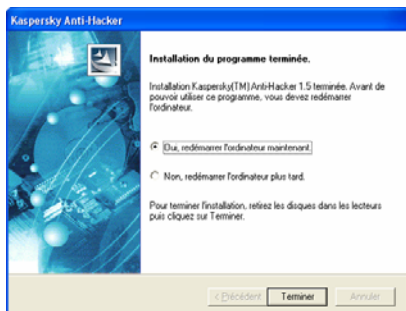 Kaspersky Anti-Hacker
Installation du programme terminée.
Installation Kaspersky(TM) Anti-Hacker 1.5 terminée. Avant de
pouvoir utiliser ce programme, vous devez redémarrer
l'ordinateur.
Oui, redémarrer l'ordinateur maintenant.
Non, redémarrer l'ordinateur plus tard.
Pour terminer l'installation, retirez les disques dans les lecteurs
puis cliquez sur Terminer.
< Précédent Terminer Annuler